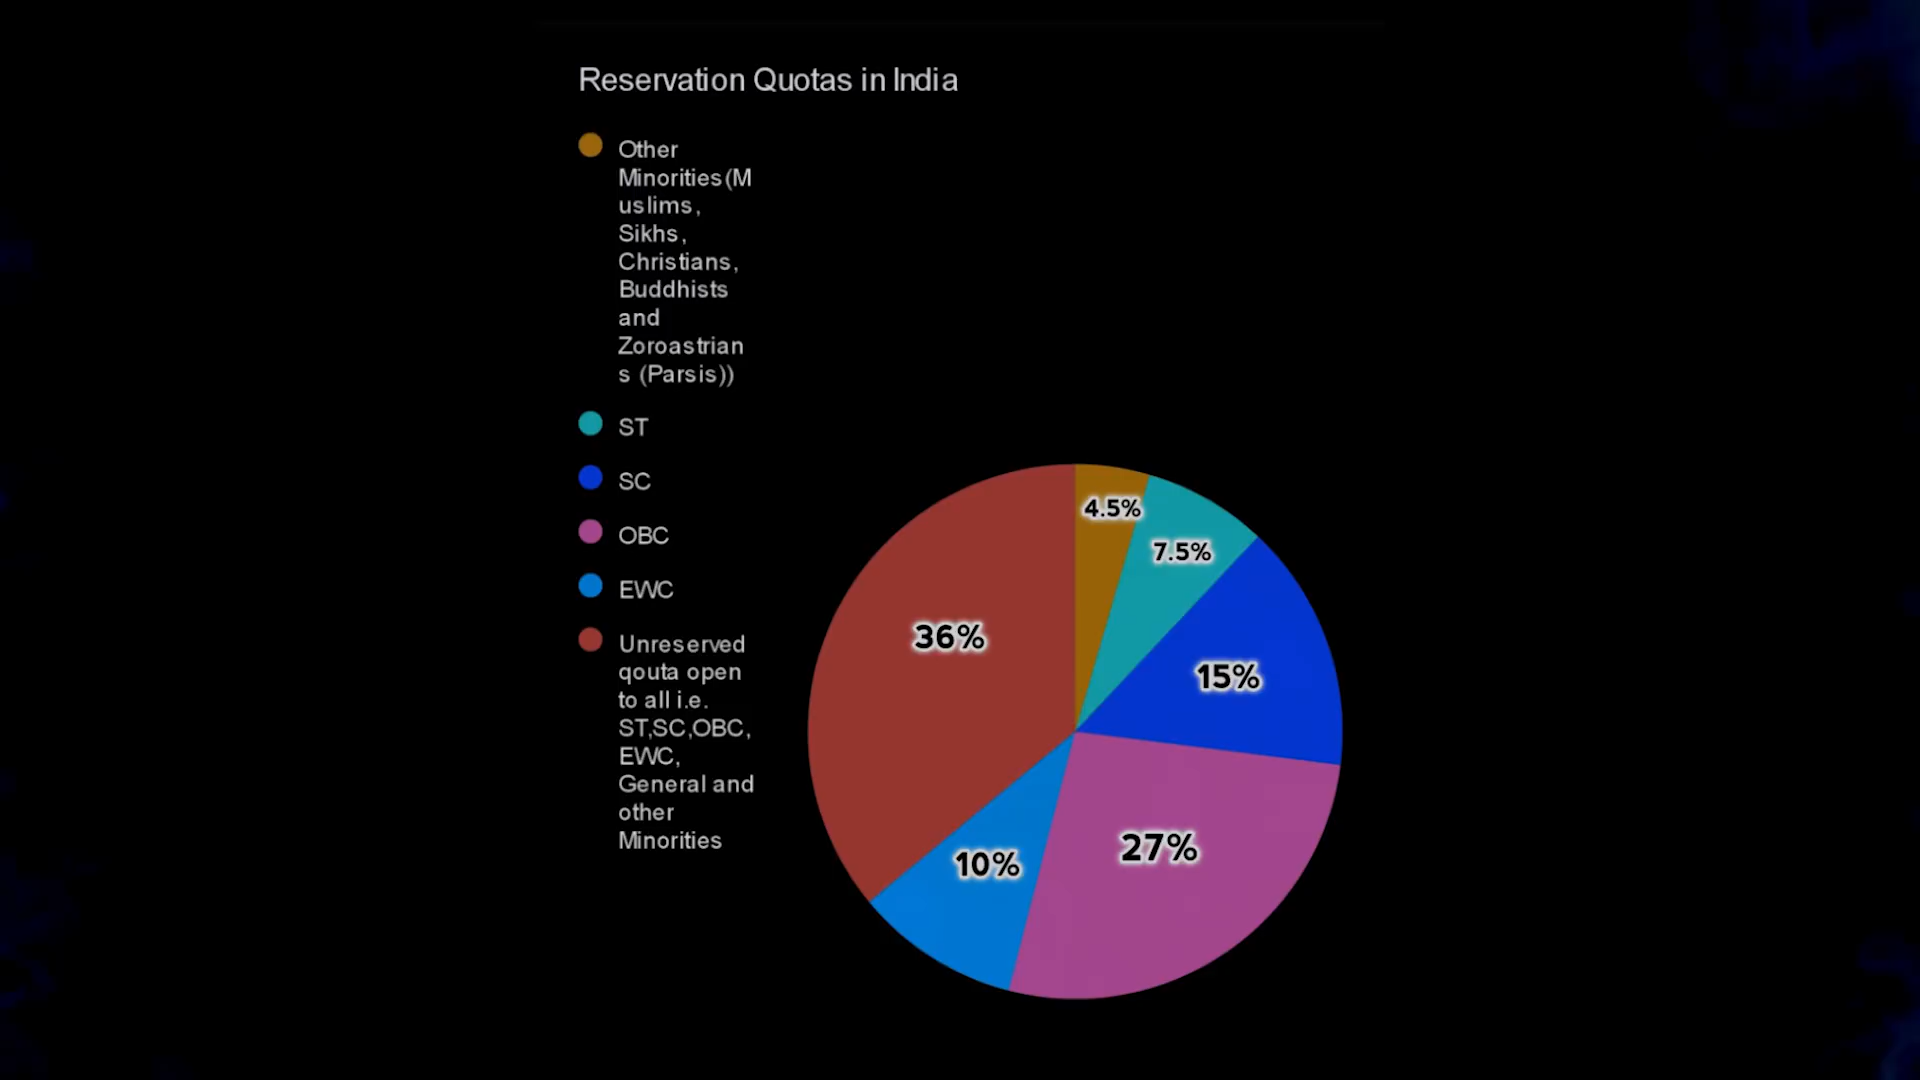 Reservation Quotas in India
Other
Minorities(M
uslims,
Sikhs,
Christians,
Buddhists
and
Zoroastrian
s (Parsis))
ST
SC
OBC
EWC
Unreserved
qouta open
to all i.e.
ST,SC,OBC,
EWC,
General and
other
Minorities
4.5%
7.5%
36%
15%
27%
10%